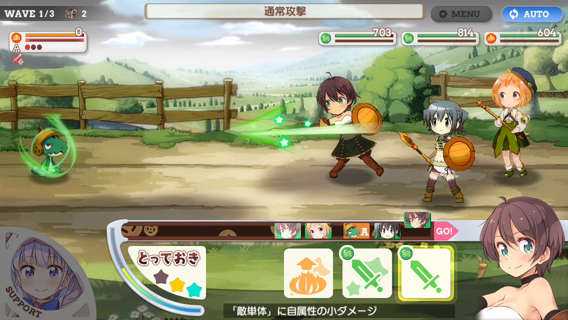 WAVE 1/3
2
通常攻撃
MENU
AUTO
0
A
703
814
604
A
GO!
とっておき
SUPPORT
「敵単体」に自属性の小ダメージ